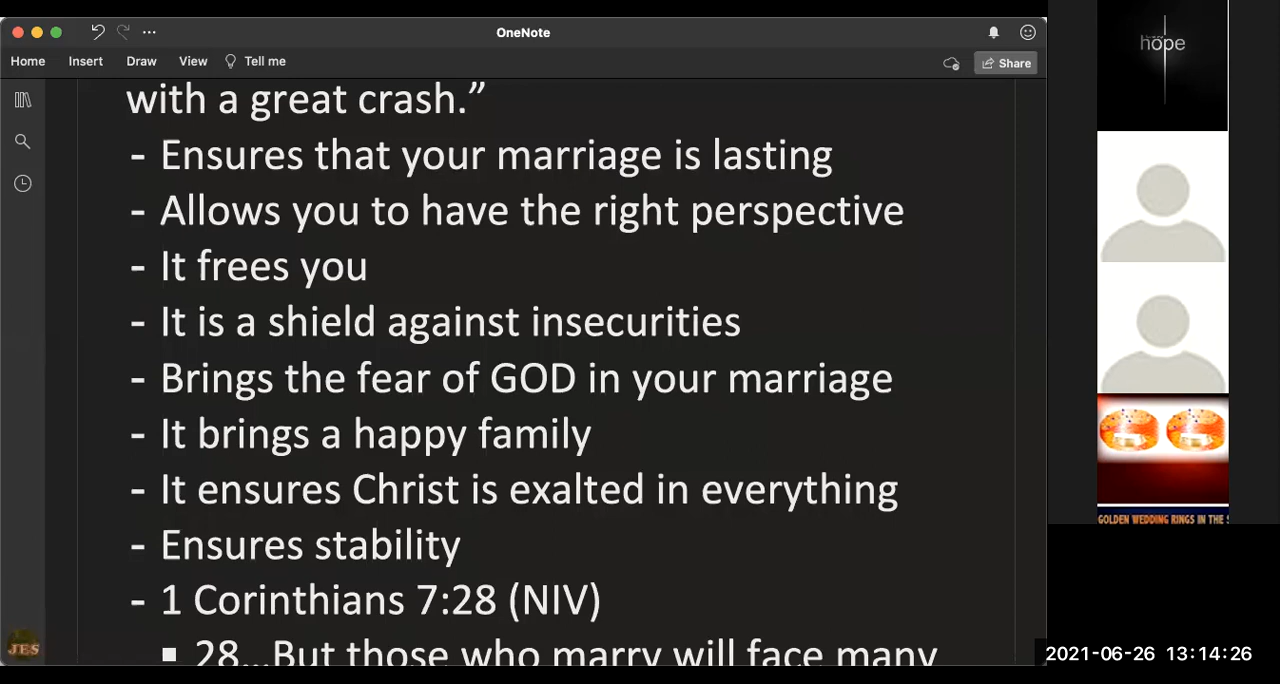 OneNote
Home Insert Draw View Tell me Share
with a great crash.”
- Ensures that your marriage is lasting
- Allows you to have the right perspective
- It frees you
- It is a shield against insecurities
- Brings the fear of GOD in your marriage
- It brings a happy family
- It ensures Christ is exalted in everything
- Ensures stability
- 1 Corinthians 7:28 (NIV)
▪ 28...But those who marry will face many
JES
hope
GOLDEN WEDDING RINGS IN THE
2021-06-26 13:14:26